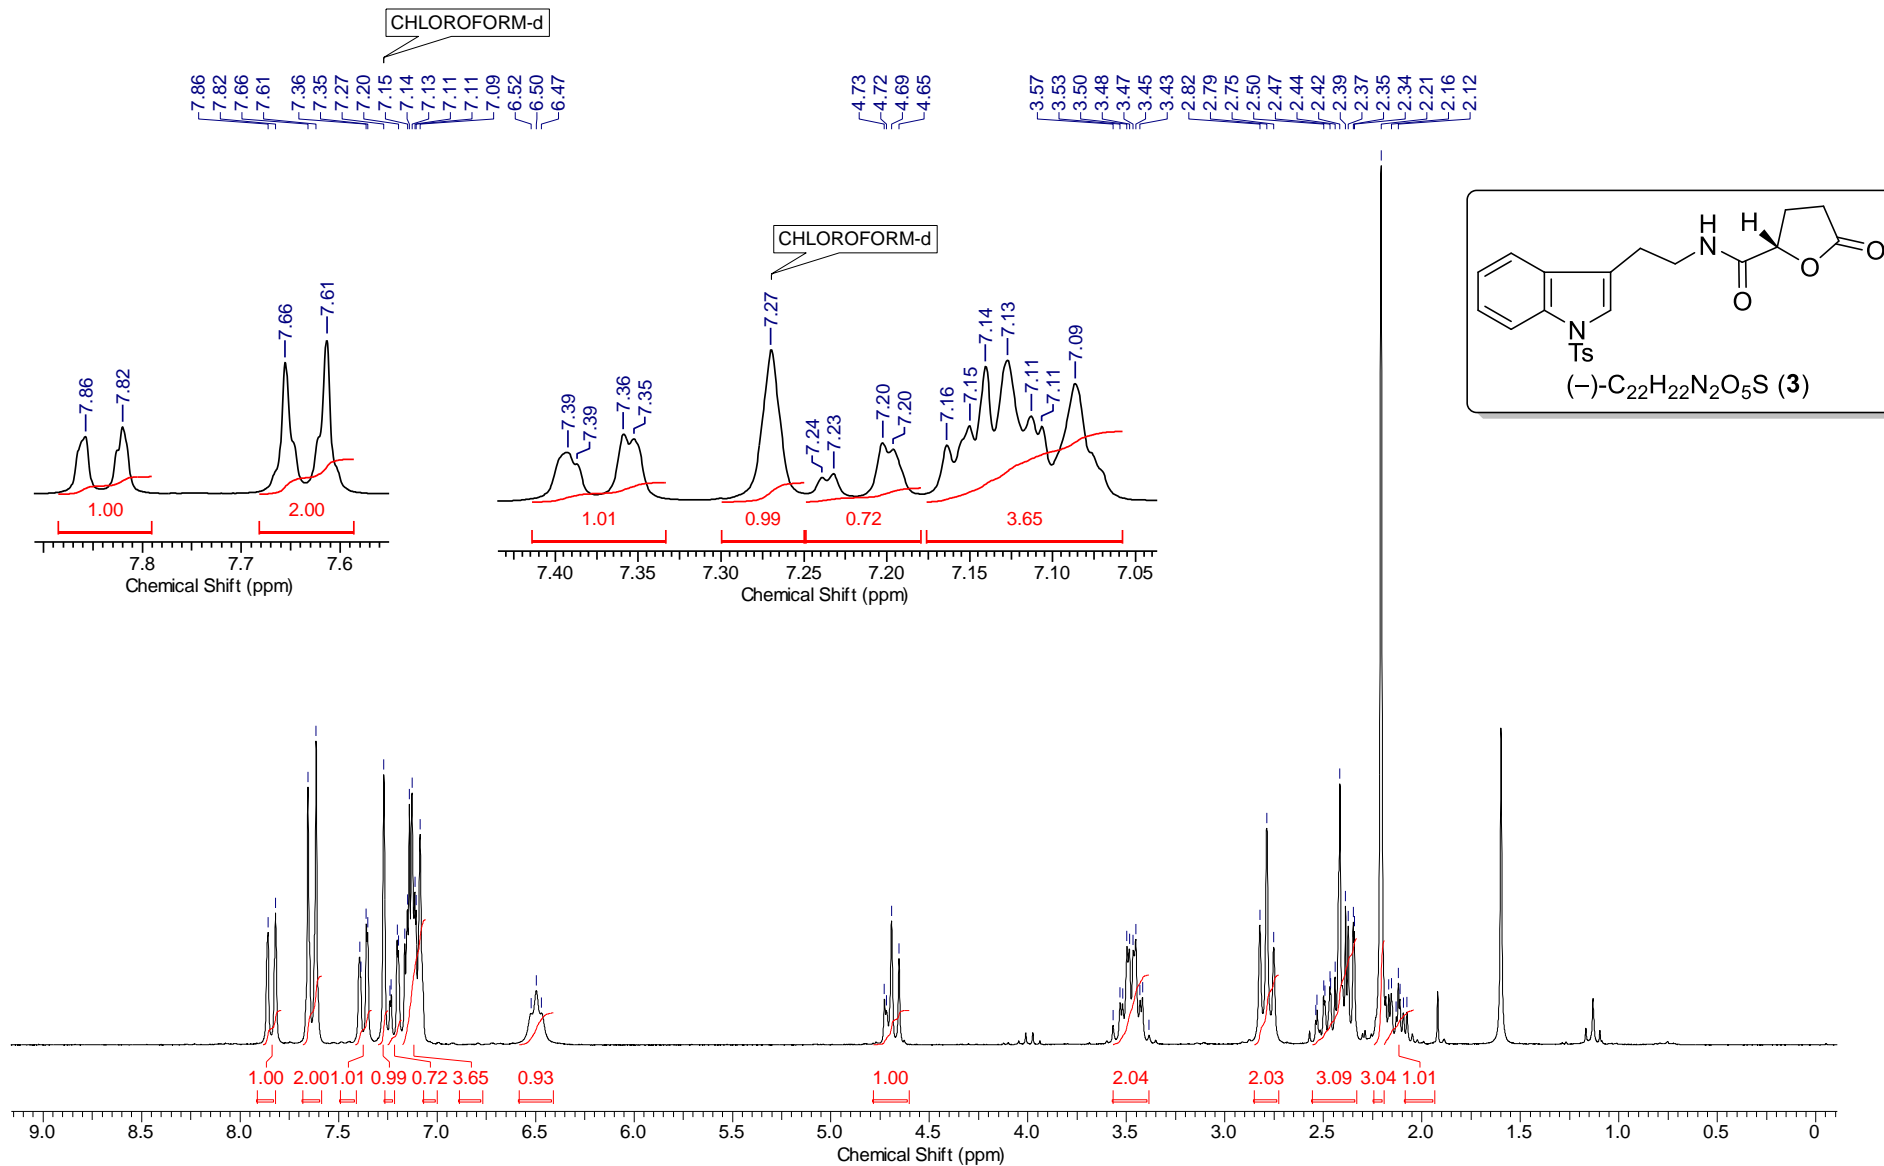 CHLOROFORM-d
7.86 7.82 7.66 7.61 7.36 7.35 7.27 7.20 7.15 7.14 7.13 7.11 7.11 7.09 6.52 6.50 6.47 4.73 4.72 4.69 4.65 3.57 3.53 3.50 3.48 3.47 3.45 3.43 2.82 2.79 2.75 2.50 2.47 2.44 2.42 2.39 2.37 2.35 2.34 2.21 2.16 2.12
CHLOROFORM-d
7.86 7.82 7.66 7.61
1.00 2.00
7.8 7.7 7.6
Chemical Shift (ppm)
7.39 7.39 7.36 7.35 7.27 7.24 7.23 7.20 7.20 7.16 7.15 7.14 7.13 7.11 7.11 7.09
1.01 0.99 0.72 3.65
7.40 7.35 7.30 7.25 7.20 7.15 7.10 7.05
Chemical Shift (ppm)
H H
N
O O
O
N
Ts
(–)-C₂₂H₂₂N₂O₅S (3)
1.00 2.00 1.01 0.99 0.72 3.65 0.93 1.00 2.04 2.03 3.09 3.04 1.01
9.0 8.5 8.0 7.5 7.0 6.5 6.0 5.5 5.0 4.5 4.0 3.5 3.0 2.5 2.0 1.5 1.0 0.5 0
Chemical Shift (ppm)